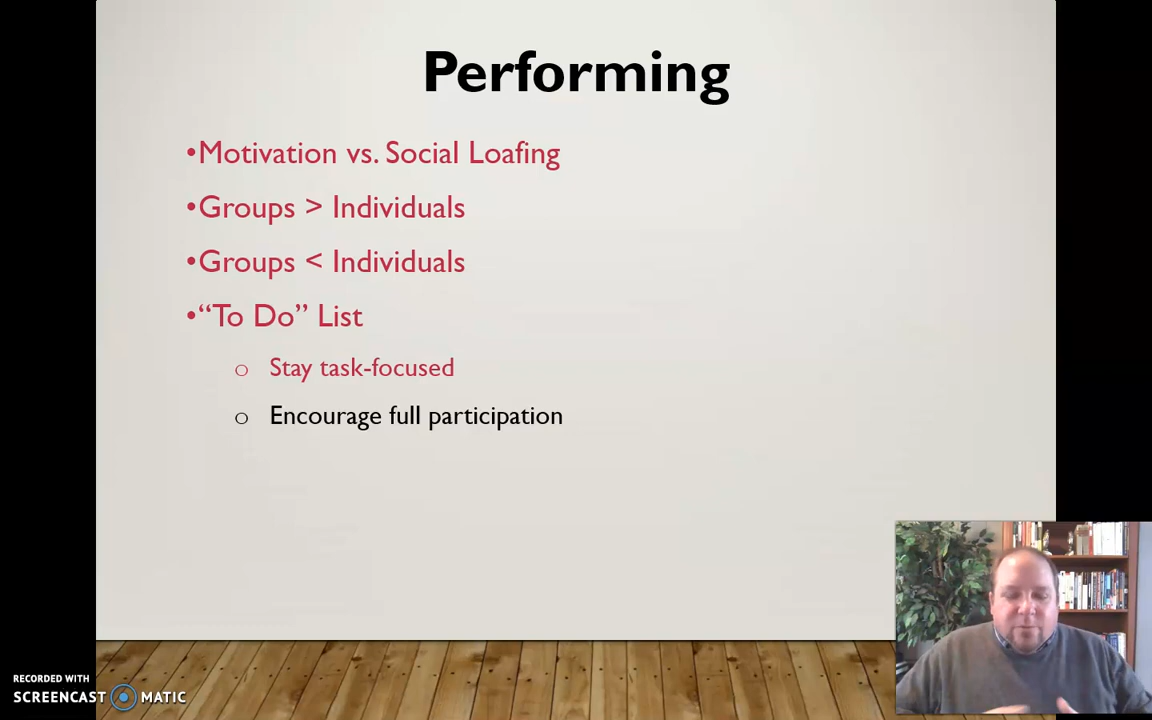 Performing
•Motivation vs. Social Loafing
•Groups > Individuals
•Groups < Individuals
•“To Do” List
o Stay task-focused
o Encourage full participation
RECORDED WITH
SCREENCAST MATIC